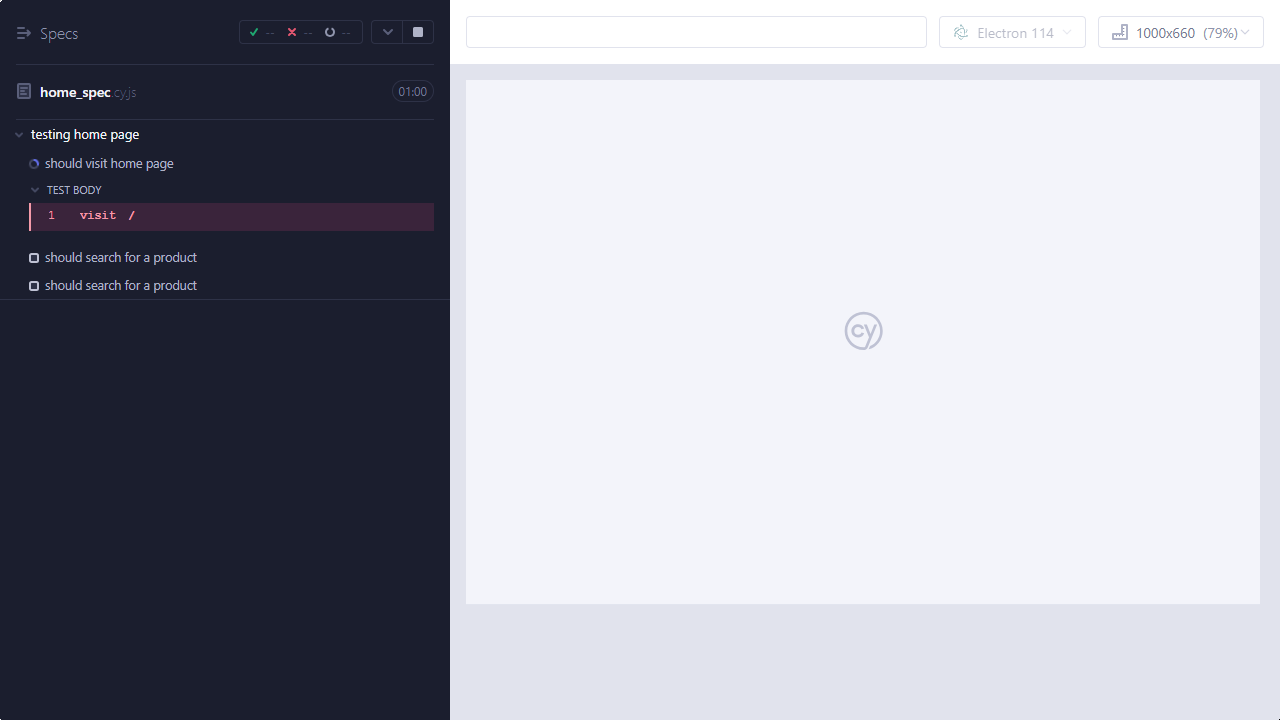 Specs
-- -- --
Electron 114
1000x660 (79%)
home_spec.cy.js
01:00
testing home page
should visit home page
TEST BODY
1 visit /
should search for a product
should search for a product
cy